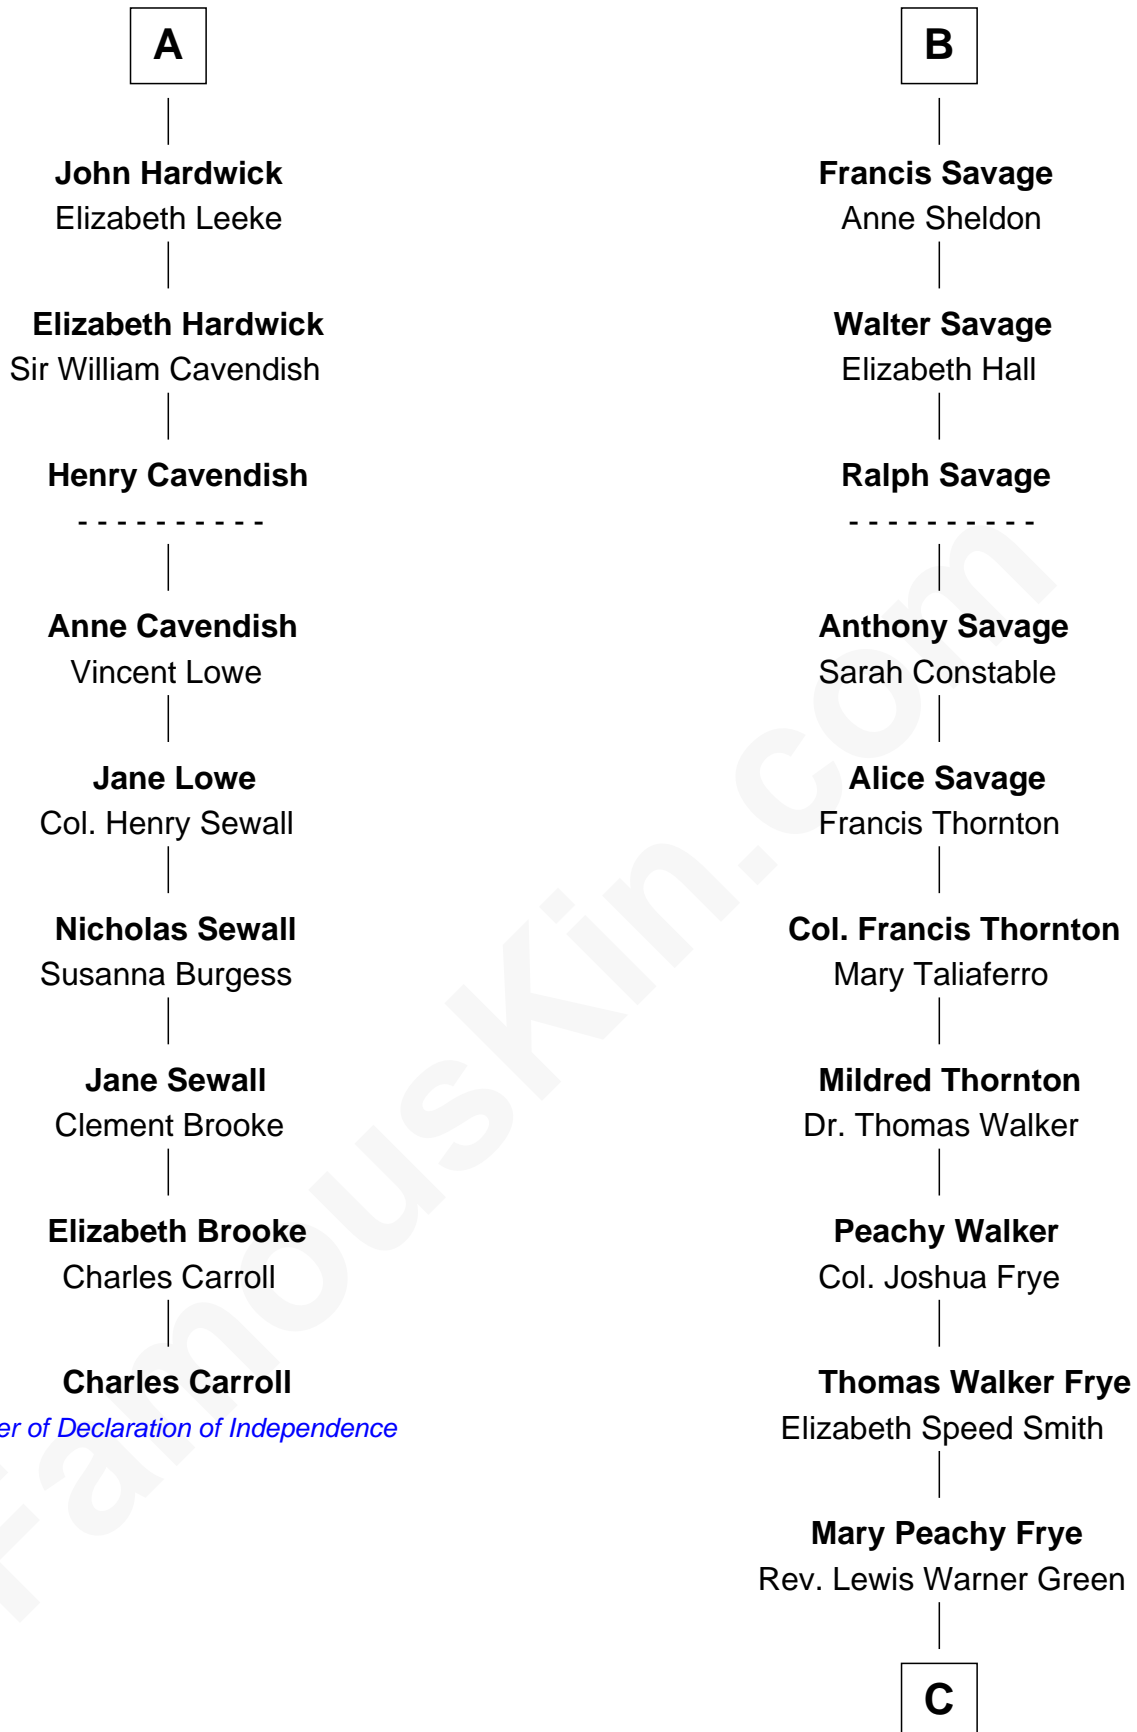 A
John Hardwick
Elizabeth Leeke
Elizabeth Hardwick
Sir William Cavendish
Henry Cavendish
- - - - - - - - - -
Anne Cavendish
Vincent Lowe
Jane Lowe
Col. Henry Sewall
Nicholas Sewall
Susanna Burgess
Jane Sewall
Clement Brooke
Elizabeth Brooke
Charles Carroll
Charles Carroll
of Declaration of Independence
B
Francis Savage
Anne Sheldon
Walter Savage
Elizabeth Hall
Ralph Savage
- - - - - - - - - -
Anthony Savage
Sarah Constable
Alice Savage
Francis Thornton
Col. Francis Thornton
Mary Taliaferro
Mildred Thornton
Dr. Thomas Walker
Peachy Walker
Col. Joshua Frye
Thomas Walker Frye
Elizabeth Speed Smith
Mary Peachy Frye
Rev. Lewis Warner Green
C
FamousKin.com